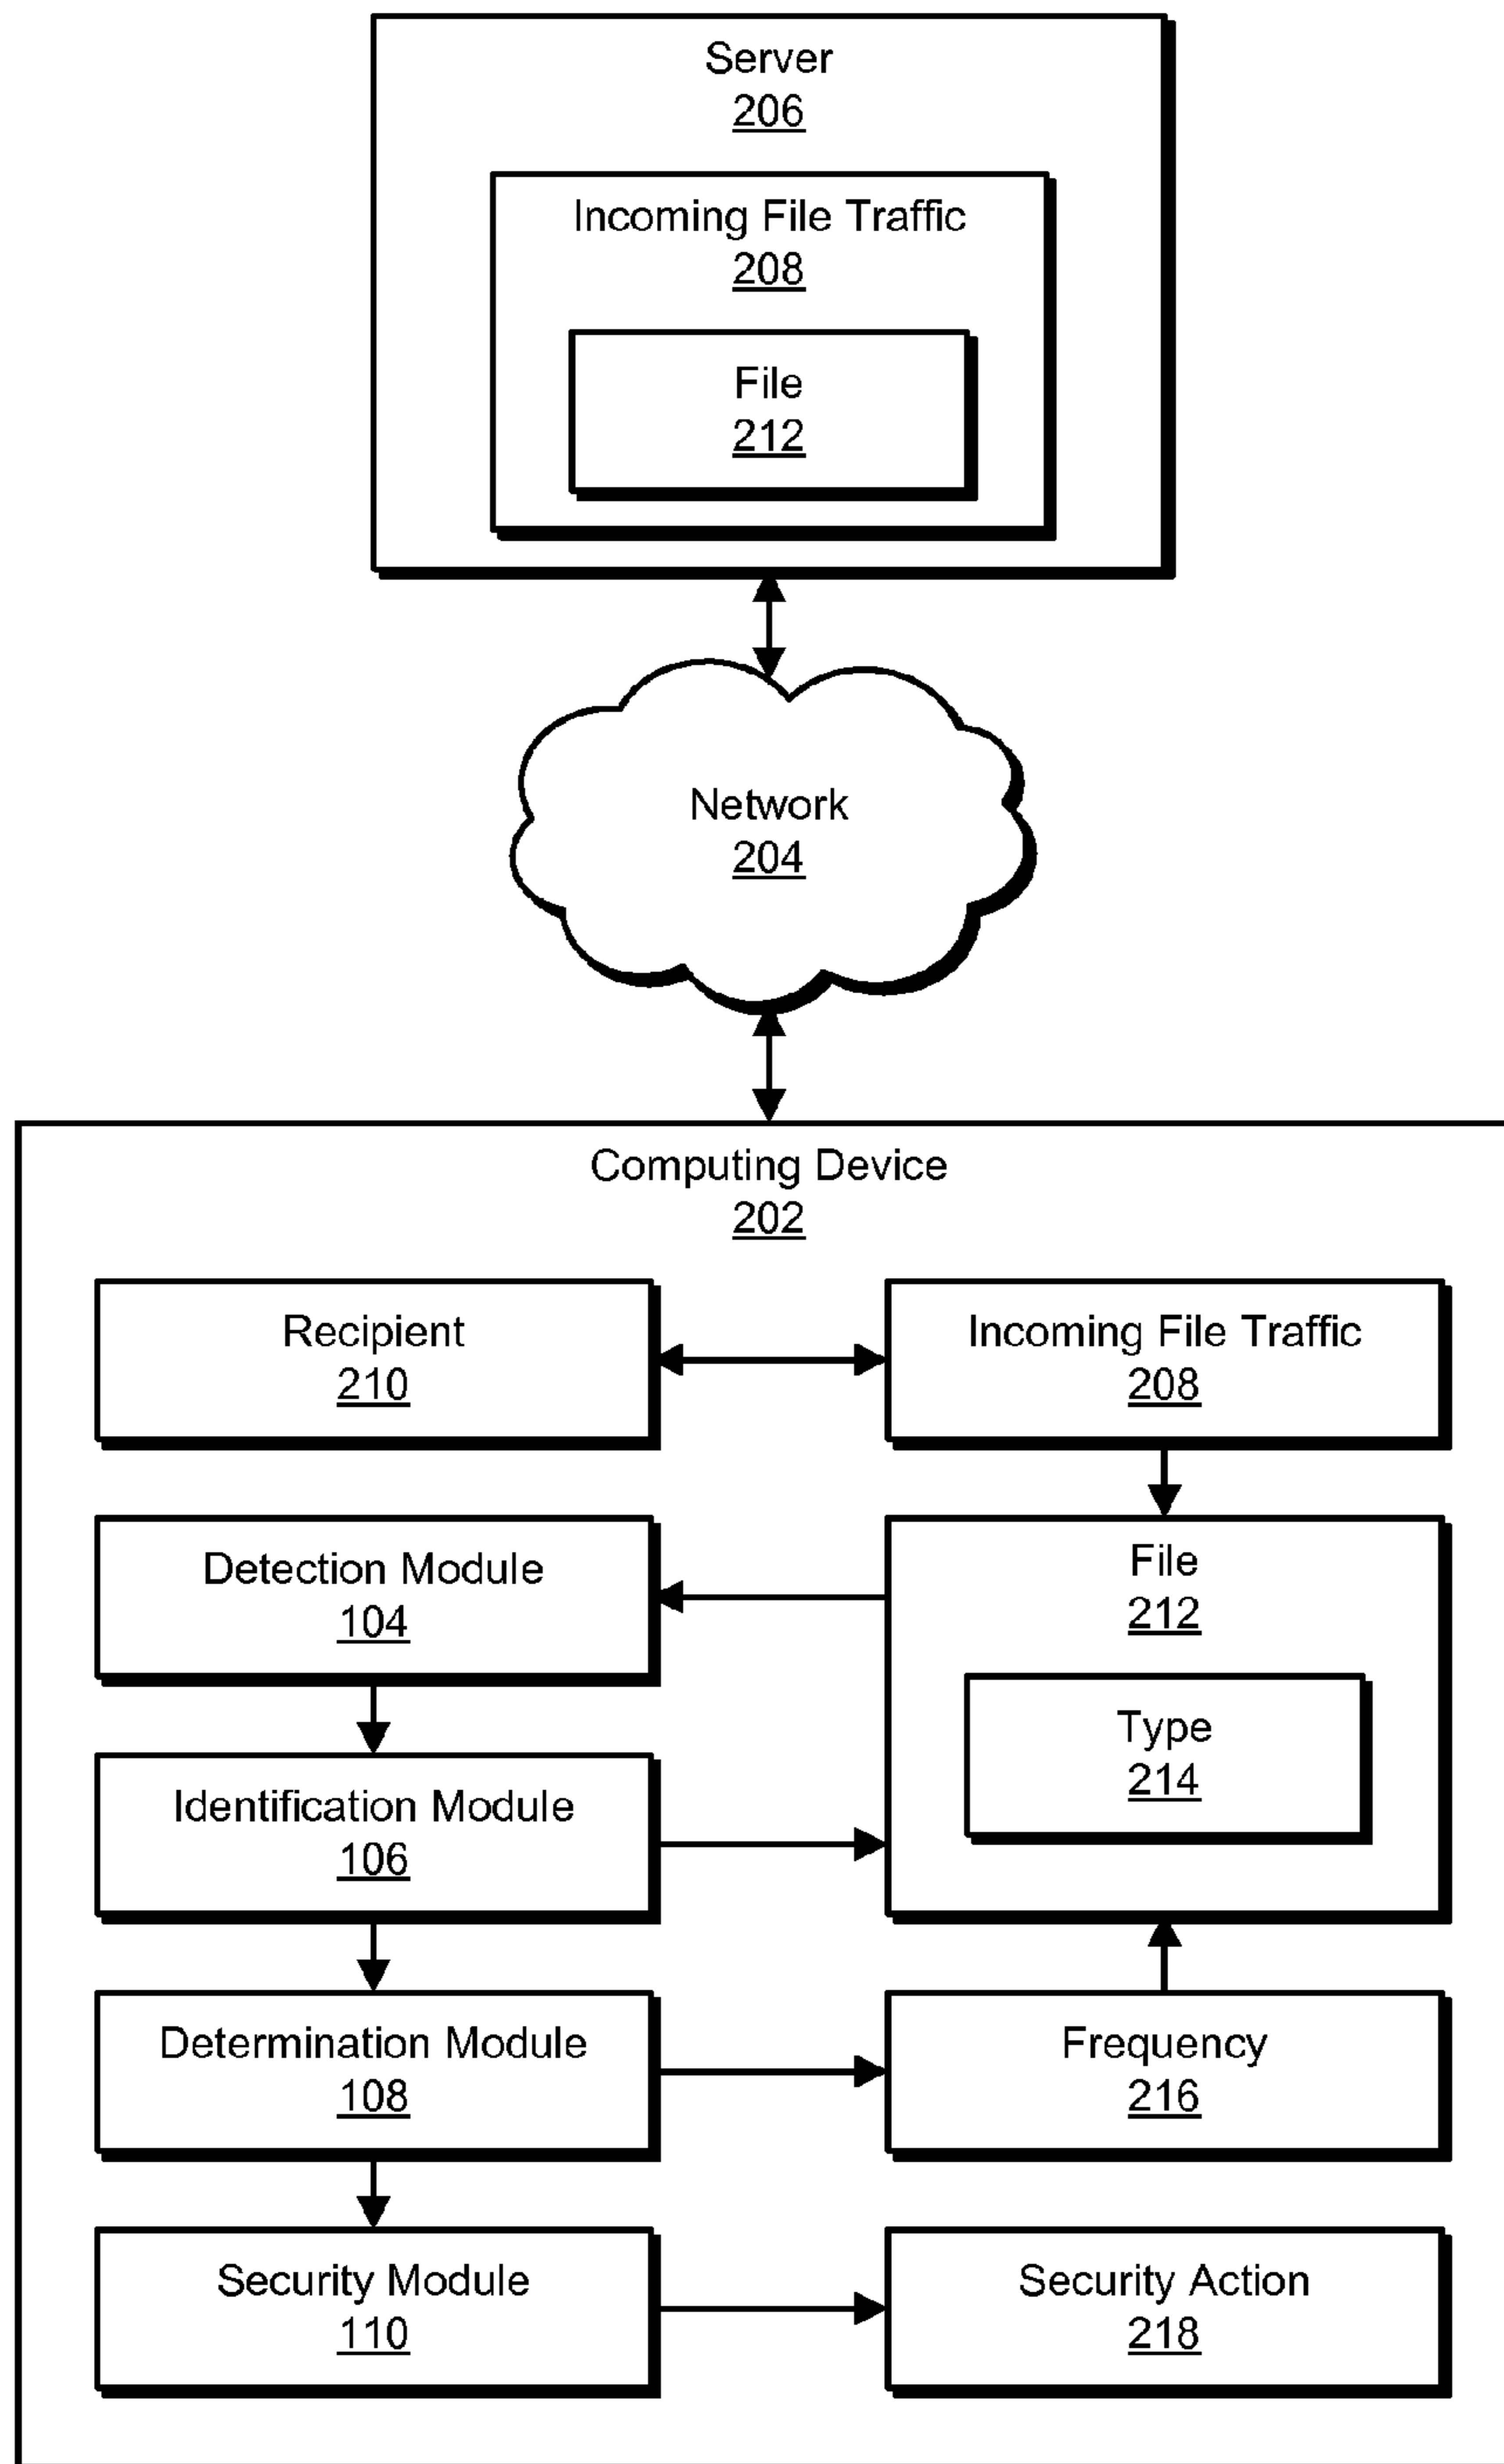 Server
206
Incoming File Traffic
208
File
212
Network
204
Computing Device
202
Recipient
210
Incoming File Traffic
208
Detection Module
104
File
212
Type
214
Identification Module
106
Determination Module
108
Frequency
216
Security Module
110
Security Action
218